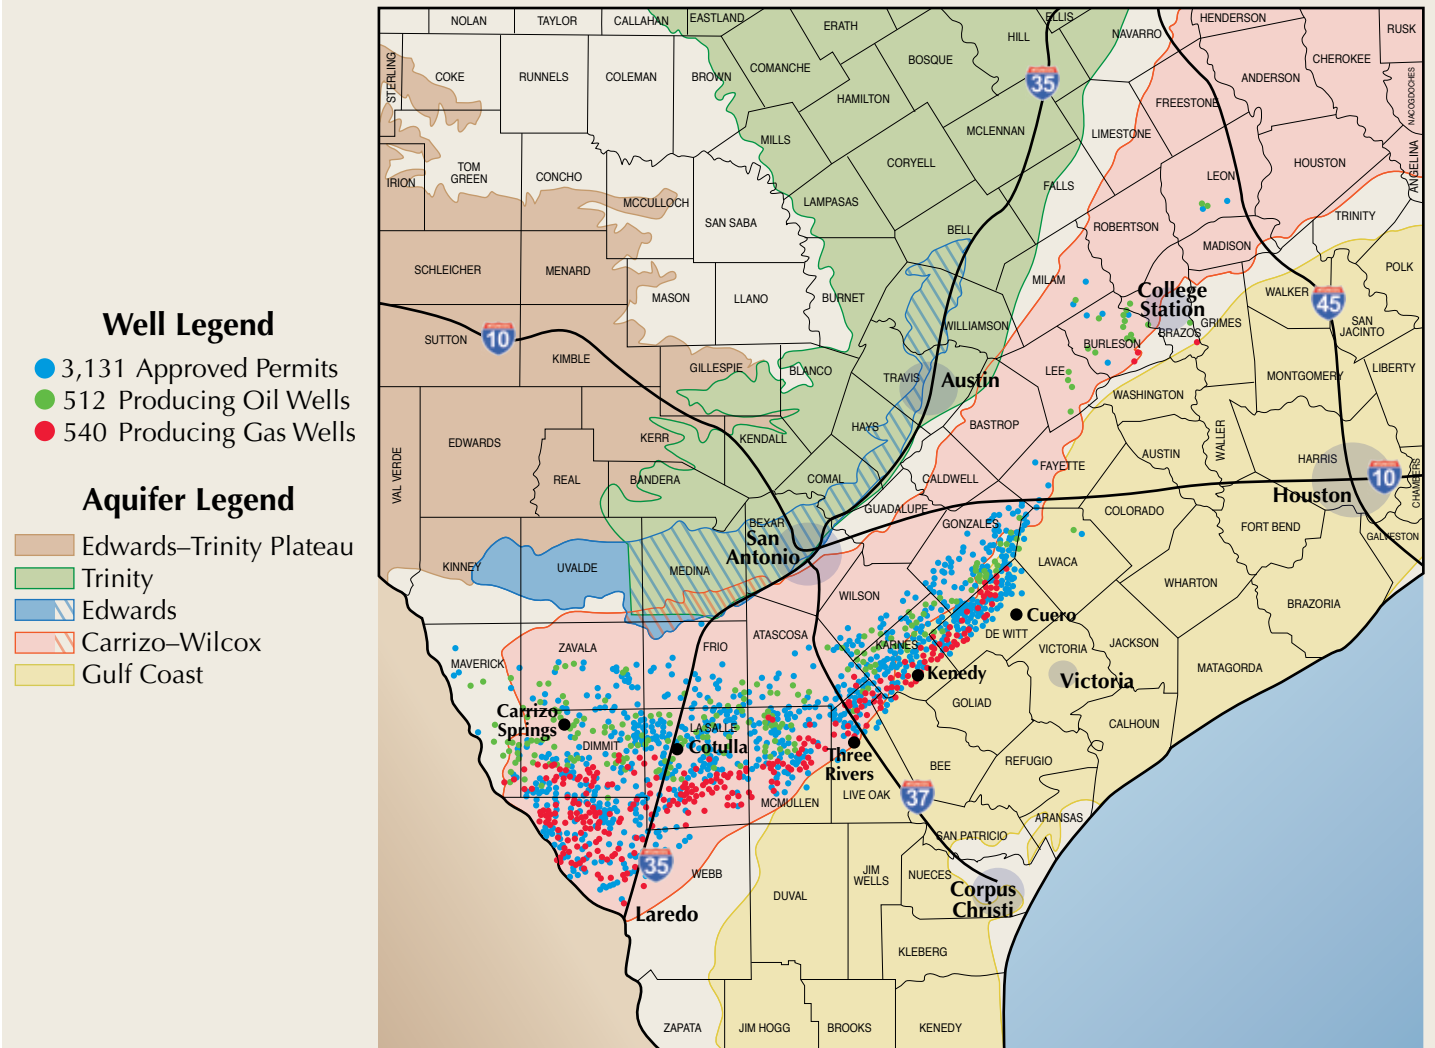 Well Legend
3,131 Approved Permits
512 Producing Oil Wells
540 Producing Gas Wells
Aquifer Legend
Edwards–Trinity Plateau
Trinity
Edwards
Carrizo–Wilcox
Gulf Coast
NOLAN
TAYLOR
CALLAHAN
EASTLAND
ERATH
HILL
ELLIS
NAVARRO
HENDERSON
RUSK
STERLING
COKE
RUNNELS
COLEMAN
BROWN
COMANCHE
BOSQUE
HAMILTON
35
FREESTONE
ANDERSON
CHEROKEE
NACOGDOCHES
MILLS
MCLENNAN
LIMESTONE
CORYELL
IRION
TOM
GREEN
CONCHO
MCCULLOCH
SAN SABA
LAMPASAS
BELL
FALLS
LEON
HOUSTON
ANGELINA
TRINITY
ROBERTSON
MADISON
SCHLEICHER
MENARD
MASON
LLANO
BURNET
MILAM
College
Station
WALKER
POLK
45
SAN
JACINTO
SUTTON
10
KIMBLE
GILLESPIE
BLANCO
WILLIAMSON
BURLESON
BRAZOS
GRIMES
TRAVIS
Austin
LEE
MONTGOMERY
LIBERTY
WASHINGTON
VAL VERDE
EDWARDS
REAL
KERR
BANDERA
KENDALL
HAYS
COMAL
BASTROP
CALDWELL
FAYETTE
AUSTIN
WALLER
HARRIS
Houston
10
CHAMBERS
GUADALUPE
GONZALES
COLORADO
FORT BEND
GALVESTON
BEXAR
San
Antonio
KINNEY
UVALDE
MEDINA
WILSON
LAVACA
WHARTON
BRAZORIA
MAVERICK
ZAVALA
FRIO
ATASCOSA
KARNES
DE WITT
Cuero
Kenedy
VICTORIA
Victoria
JACKSON
MATAGORDA
GOLIAD
CALHOUN
Carrizo
Springs
DIMMIT
LA SALLE
Cotulla
MCMULLEN
Three
Rivers
LIVE OAK
BEE
REFUGIO
37
ARANSAS
SAN PATRICIO
35
WEBB
Laredo
DUVAL
JIM
WELLS
NUECES
Corpus
Christi
KLEBERG
ZAPATA
JIM HOGG
BROOKS
KENEDY